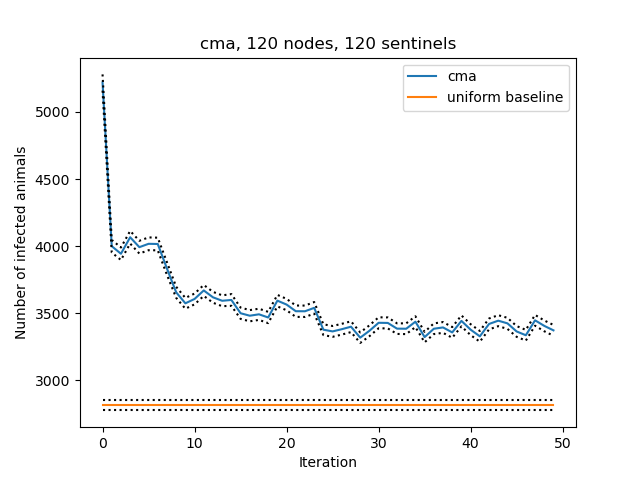 cma, 120 nodes, 120 sentinels
cma
uniform baseline
Number of infected animals
5000
4500
4000
3500
3000
0 10 20 30 40 50
Iteration